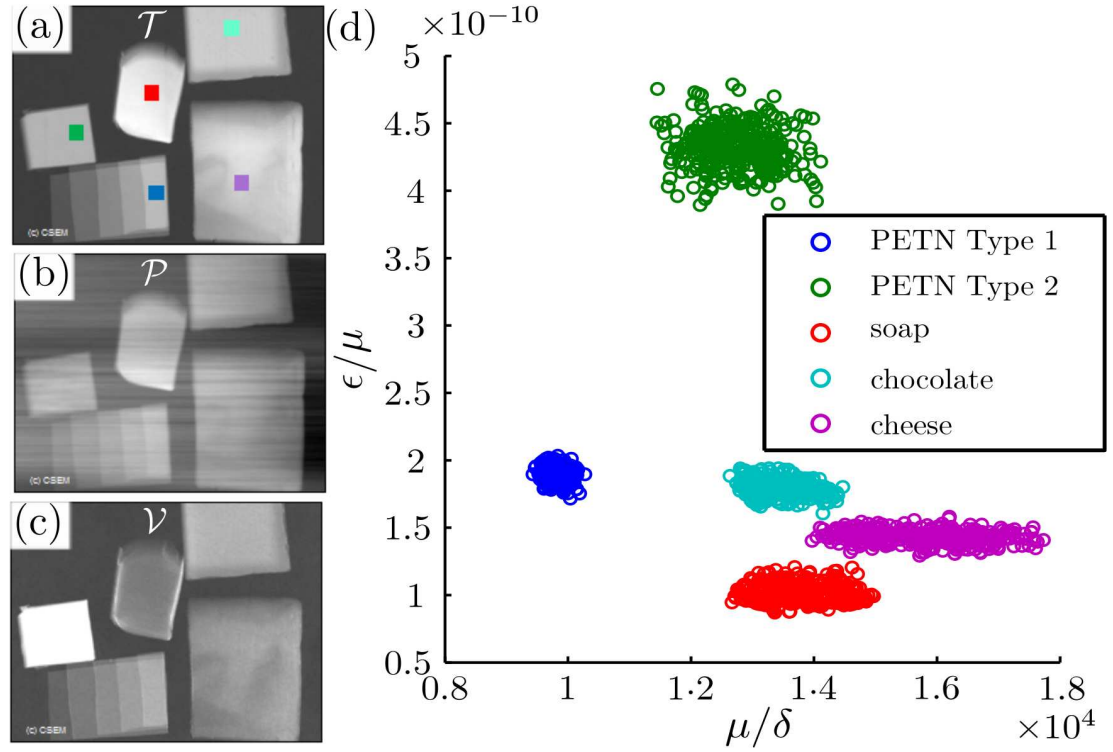 (a)
𝒯
(c) CSEM
(b)
𝒫
(c) CSEM
(c)
𝒱
(c) CSEM
(d)
×10⁻¹⁰
5
4.5
4
3.5
3
2.5
2
1.5
1
0.5
ϵ/μ
PETN Type 1
PETN Type 2
soap
chocolate
cheese
0.8 1 1.2 1.4 1.6 1.8
μ/δ
×10⁴